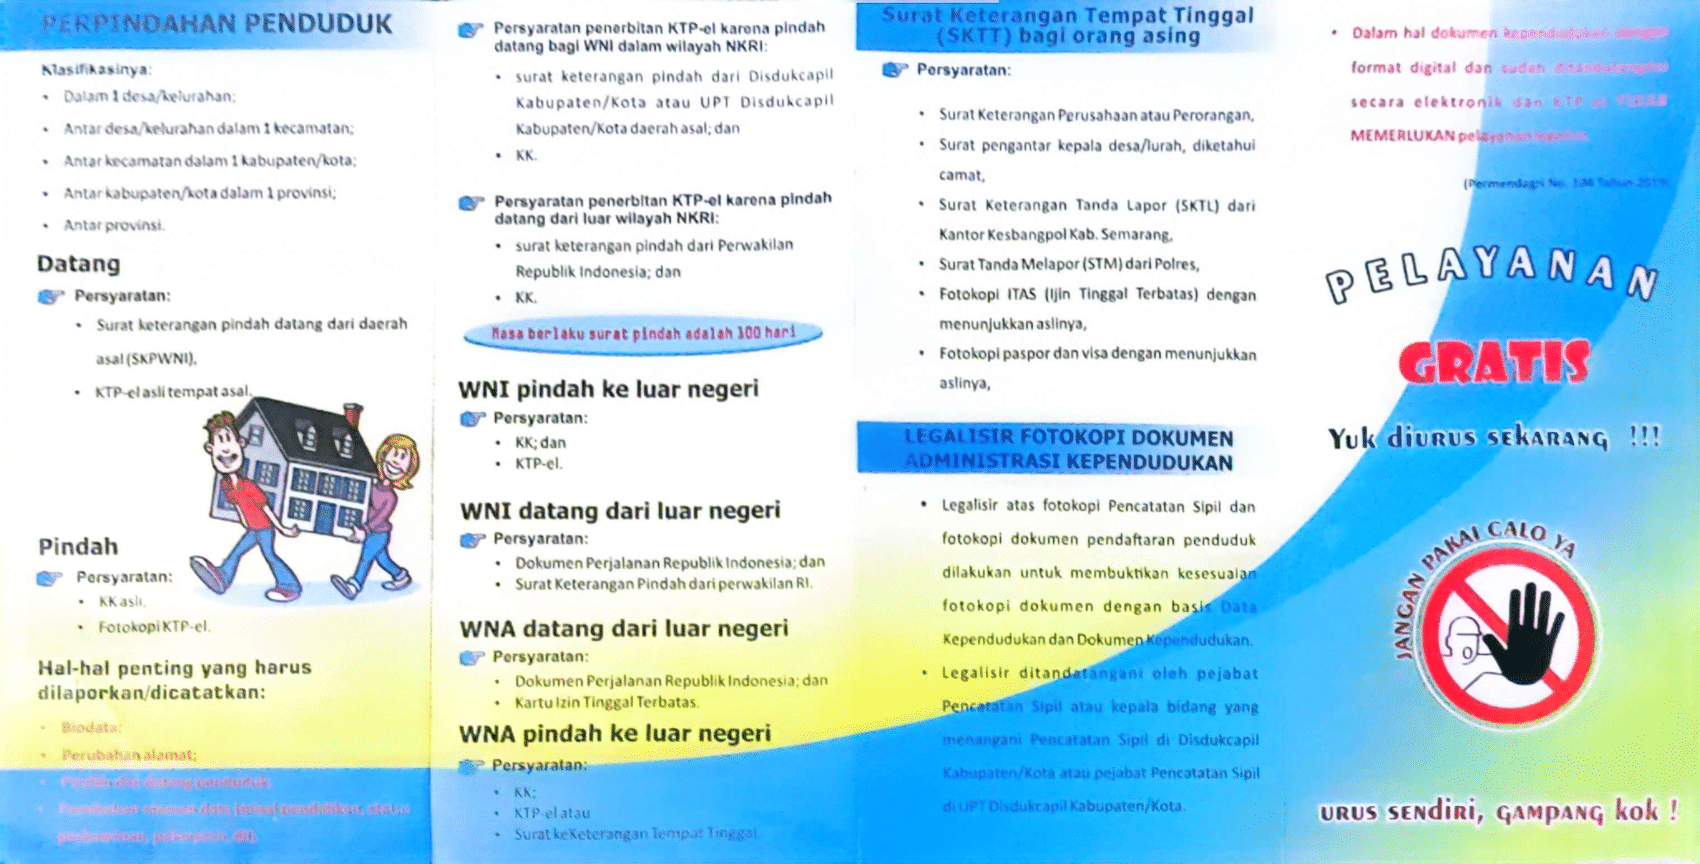 PERPINDAHAN PENDUDUK
Klasifikasinya:
• Dalam 1 desa/kelurahan;
• Antar desa/kelurahan dalam 1 kecamatan;
• Antar kecamatan dalam 1 kabupaten/kota;
• Antar kabupaten/kota dalam 1 provinsi;
• Antar provinsi.
Datang
Persyaratan:
• Surat keterangan pindah datang dari daerah
asal (SKPWNI),
• KTP-el asli tempat asal.
Pindah
Persyaratan:
• KK asli.
• Fotokopi KTP-el.
Hal-hal penting yang harus
dilaporkan/dicatatkan:
• Biodata;
• Perubahan alamat;
• Pindah dan datang penduduk;
• Perubahan elemen data (misal pendidikan, status
perkawinan, pekerjaan, dll).
Persyaratan penerbitan KTP-el karena pindah
datang bagi WNI dalam wilayah NKRI:
• surat keterangan pindah dari Disdukcapil
Kabupaten/Kota atau UPT Disdukcapil
Kabupaten/Kota daerah asal; dan
• KK.
Persyaratan penerbitan KTP-el karena pindah
datang dari luar wilayah NKRI:
• surat keterangan pindah dari Perwakilan
Republik Indonesia; dan
• KK.
Masa berlaku surat pindah adalah 100 hari
WNI pindah ke luar negeri
Persyaratan:
• KK; dan
• KTP-el.
WNI datang dari luar negeri
Persyaratan:
• Dokumen Perjalanan Republik Indonesia; dan
• Surat Keterangan Pindah dari perwakilan RI.
WNA datang dari luar negeri
Persyaratan:
• Dokumen Perjalanan Republik Indonesia; dan
• Kartu Izin Tinggal Terbatas.
WNA pindah ke luar negeri
Persyaratan:
• KK;
• KTP-el atau
• Surat keKeterangan Tempat Tinggal.
Surat Keterangan Tempat Tinggal
(SKTT) bagi orang asing
Persyaratan:
• Surat Keterangan Perusahaan atau Perorangan,
• Surat pengantar kepala desa/lurah, diketahui
camat,
• Surat Keterangan Tanda Lapor (SKTL) dari
Kantor Kesbangpol Kab. Semarang,
• Surat Tanda Melapor (STM) dari Polres,
• Fotokopi ITAS (Ijin Tinggal Terbatas) dengan
menunjukkan aslinya,
• Fotokopi paspor dan visa dengan menunjukkan
aslinya,
LEGALISIR FOTOKOPI DOKUMEN
ADMINISTRASI KEPENDUDUKAN
• Legalisir atas fotokopi Pencatatan Sipil dan
fotokopi dokumen pendaftaran penduduk
dilakukan untuk membuktikan kesesuaian
fotokopi dokumen dengan basis Data
Kependudukan dan Dokumen Kependudukan.
• Legalisir ditandatangani oleh pejabat
Pencatatan Sipil atau kepala bidang yang
menangani Pencatatan Sipil di Disdukcapil
Kabupaten/Kota atau pejabat Pencatatan Sipil
di UPT Disdukcapil Kabupaten/Kota.
• Dalam hal dokumen kependudukan dengan
format digital dan sudah ditandatangani
secara elektronik dan KTP-el TIDAK
MEMERLUKAN pelayanan legalisir.
(Permendagri No. 104 Tahun 2019)
PELAYANAN
GRATIS
Yuk diurus sekarang !!!
JANGAN PAKAI CALO YA
URUS SENdiri, GAMPANG kok !